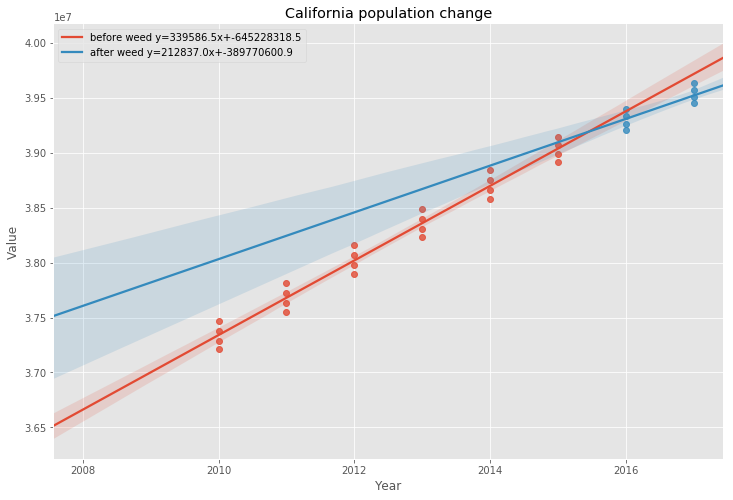 California population change
1e7
before weed y=339586.5x+-645228318.5
after weed y=212837.0x+-389770600.9
4.00
3.95
3.90
3.85
3.80
3.75
3.70
3.65
Value
2008
2010
2012
2014
2016
Year